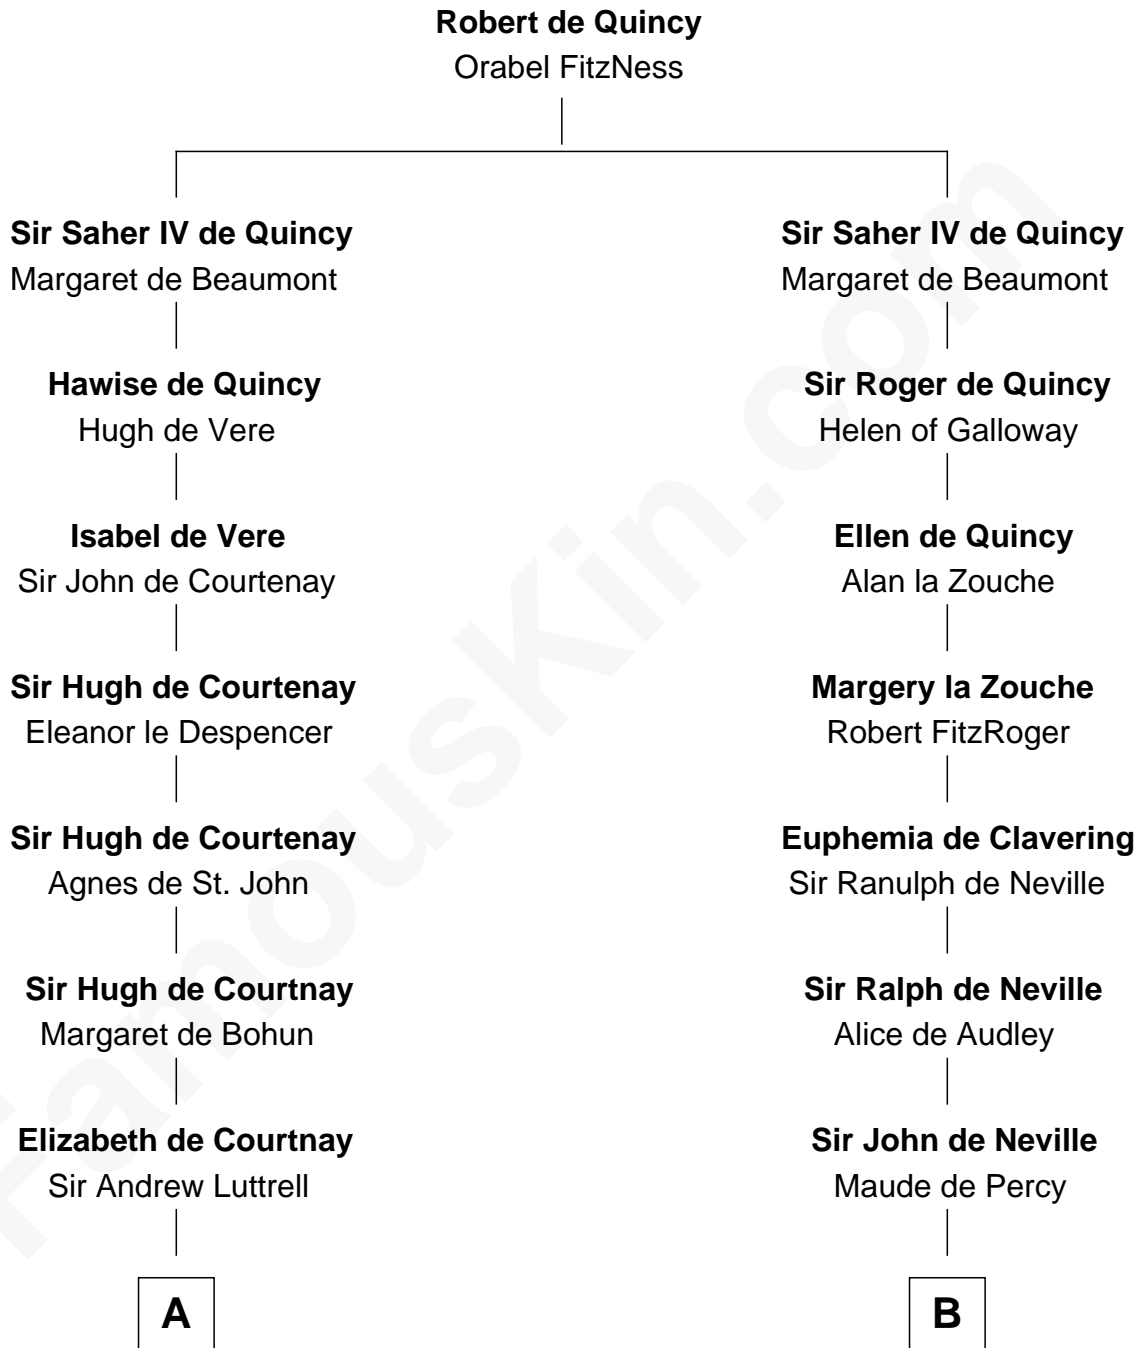 Robert de Quincy
Orabel FitzNess
Sir Saher IV de Quincy
Margaret de Beaumont
Sir Saher IV de Quincy
Margaret de Beaumont
Hawise de Quincy
Hugh de Vere
Sir Roger de Quincy
Helen of Galloway
Isabel de Vere
Sir John de Courtenay
Ellen de Quincy
Alan la Zouche
Sir Hugh de Courtenay
Eleanor le Despencer
Margery la Zouche
Robert FitzRoger
Sir Hugh de Courtenay
Agnes de St. John
Euphemia de Clavering
Sir Ranulph de Neville
Sir Hugh de Courtnay
Margaret de Bohun
Sir Ralph de Neville
Alice de Audley
Elizabeth de Courtnay
Sir Andrew Luttrell
Sir John de Neville
Maude de Percy
A
B
FamousKin.com